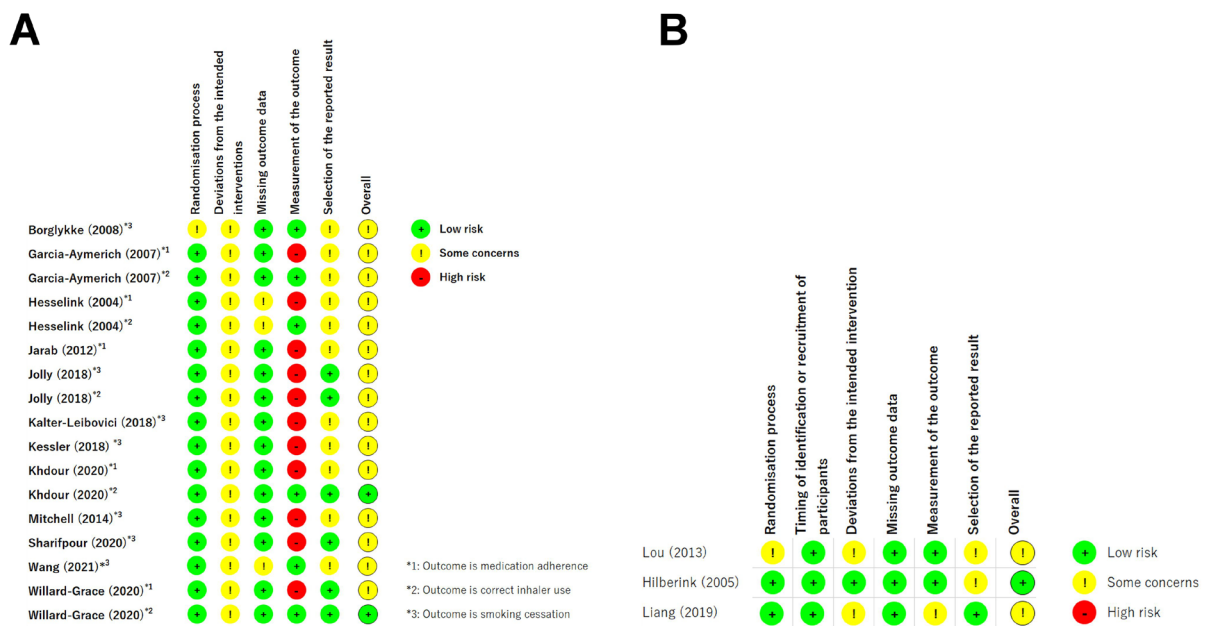 A
Randomisation process
Deviations from the intended
interventions
Missing outcome data
Measurement of the outcome
Selection of the reported result
Overall
Borglykke (2008)*3 ! ! + + ! !
Garcia-Aymerich (2007)*1 + ! + - ! !
Garcia-Aymerich (2007)*2 + ! + + ! !
Hesselink (2004)*1 + ! ! - ! !
Hesselink (2004)*2 + ! ! + ! !
Jarab (2012)*1 + ! + - ! !
Jolly (2018)*3 + ! + - + !
Jolly (2018)*2 + ! + - + !
Kalter-Leibovici (2018)*3 + ! + - ! !
Kessler (2018) *3 + ! + - ! !
Khdour (2020)*1 + ! + - ! !
Khdour (2020)*2 + ! + + + +
Mitchell (2014)*3 + ! + - ! !
Sharifpour (2020)*3 + ! + - + !
Wang (2021)*3 + ! ! + ! !
Willard-Grace (2020)*1 + ! + - + !
Willard-Grace (2020)*2 + ! + + + +
+ Low risk
! Some concerns
- High risk
*1: Outcome is medication adherence
*2: Outcome is correct inhaler use
*3: Outcome is smoking cessation
B
Randomisation process
Timing of identification or recruitment of
participants
Deviations from the intended intervention
Missing outcome data
Measurement of the outcome
Selection of the reported result
Overall
Lou (2013) ! + ! + + ! !
Hilberink (2005) + + + + + ! +
Liang (2019) + + ! + ! + !
+ Low risk
! Some concerns
- High risk